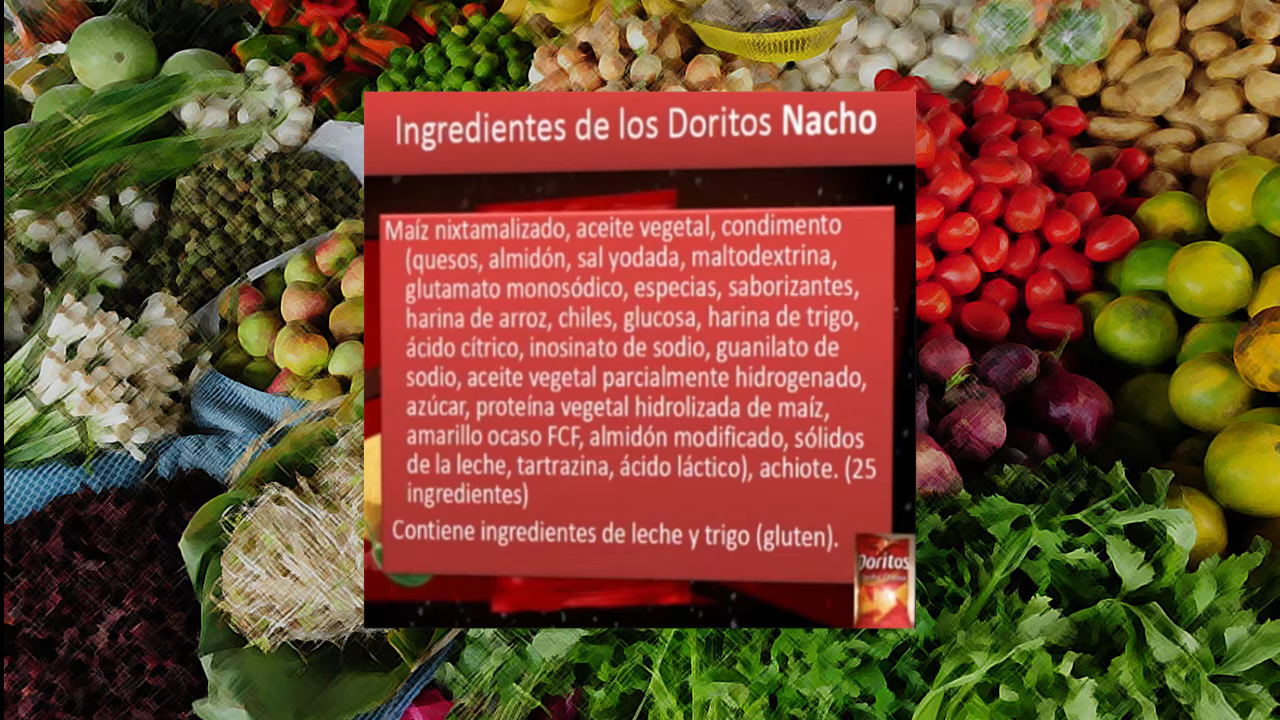 Ingredientes de los Doritos Nacho
Maíz nixtamalizado, aceite vegetal, condimento
(quesos, almidón, sal yodada, maltodextrina,
glutamato monosódico, especias, saborizantes,
harina de arroz, chiles, glucosa, harina de trigo,
ácido cítrico, inosinato de sodio, guanilato de
sodio, aceite vegetal parcialmente hidrogenado,
azúcar, proteína vegetal hidrolizada de maíz,
amarillo ocaso FCF, almidón modificado, sólidos
de la leche, tartrazina, ácido láctico), achiote. (25
ingredientes)
Contiene ingredientes de leche y trigo (gluten).
Doritos